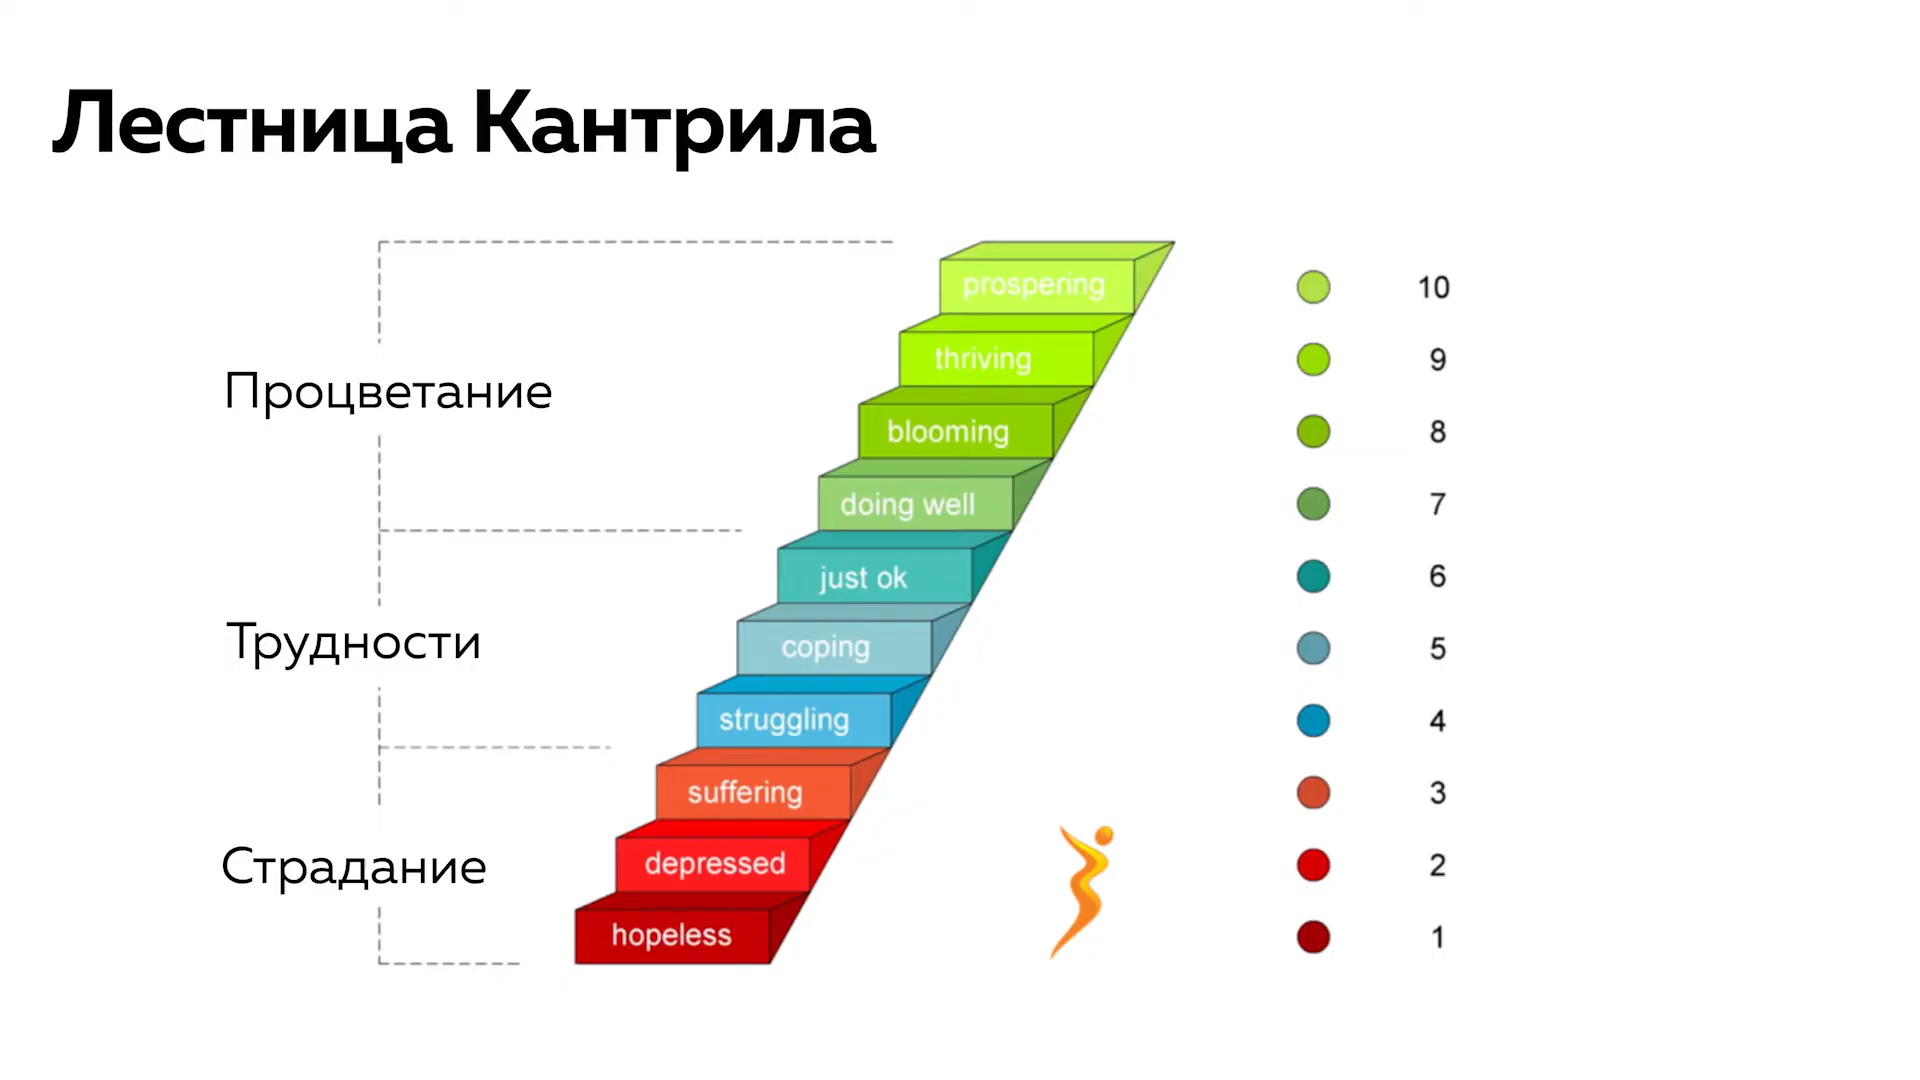 Лестница Кантрила
prospering 10
thriving 9
Процветание
blooming 8
doing well 7
just ok 6
Трудности
coping 5
struggling 4
suffering 3
Страдание
depressed 2
hopeless 1